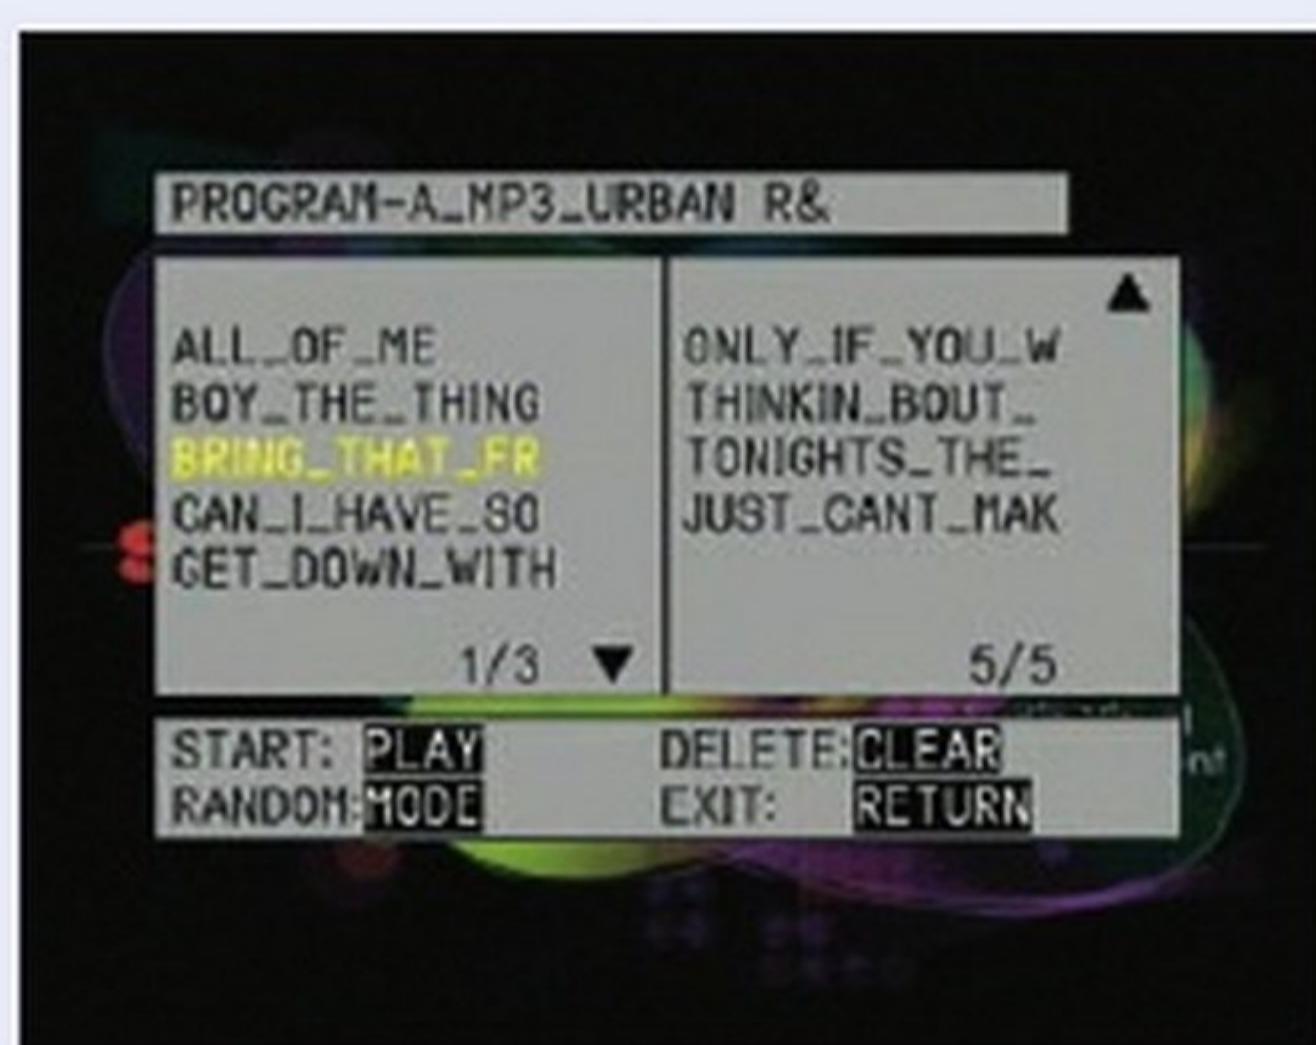 PROGRAM-A_MP3_URBAN R&
ALL_OF_ME
BOY_THE_THING
BRING_THAT_FR
CAN_I_HAVE_SO
GET_DOWN_WITH
1/3 ▼
▲
ONLY_IF_YOU_W
THINKIN_BOUT_
TONIGHTS_THE_
JUST_CANT_MAK
5/5
START: PLAY
DELETE:CLEAR
RANDOM:MODE
EXIT: RETURN